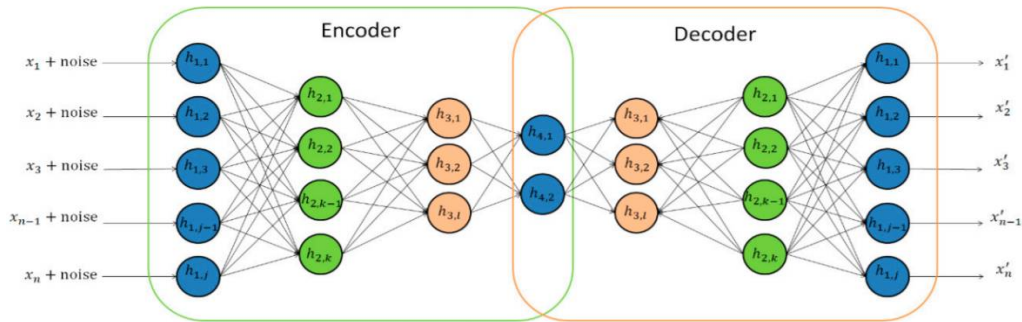 Encoder
Decoder
x₁ + noise
x₂ + noise
x₃ + noise
xₙ₋₁ + noise
xₙ + noise
h₁,₁
h₁,₂
h₁,₃
h₁,ⱼ₋₁
h₁,ⱼ
h₂,₁
h₂,₂
h₂,ₖ₋₁
h₂,ₖ
h₃,₁
h₃,₂
h₃,ₗ
h₄,₁
h₄,₂
h₃,₁
h₃,₂
h₃,ₗ
h₂,₁
h₂,₂
h₂,ₖ₋₁
h₂,ₖ
h₁,₁
h₁,₂
h₁,₃
h₁,ⱼ₋₁
h₁,ⱼ
x′₁
x′₂
x′₃
x′ₙ₋₁
x′ₙ